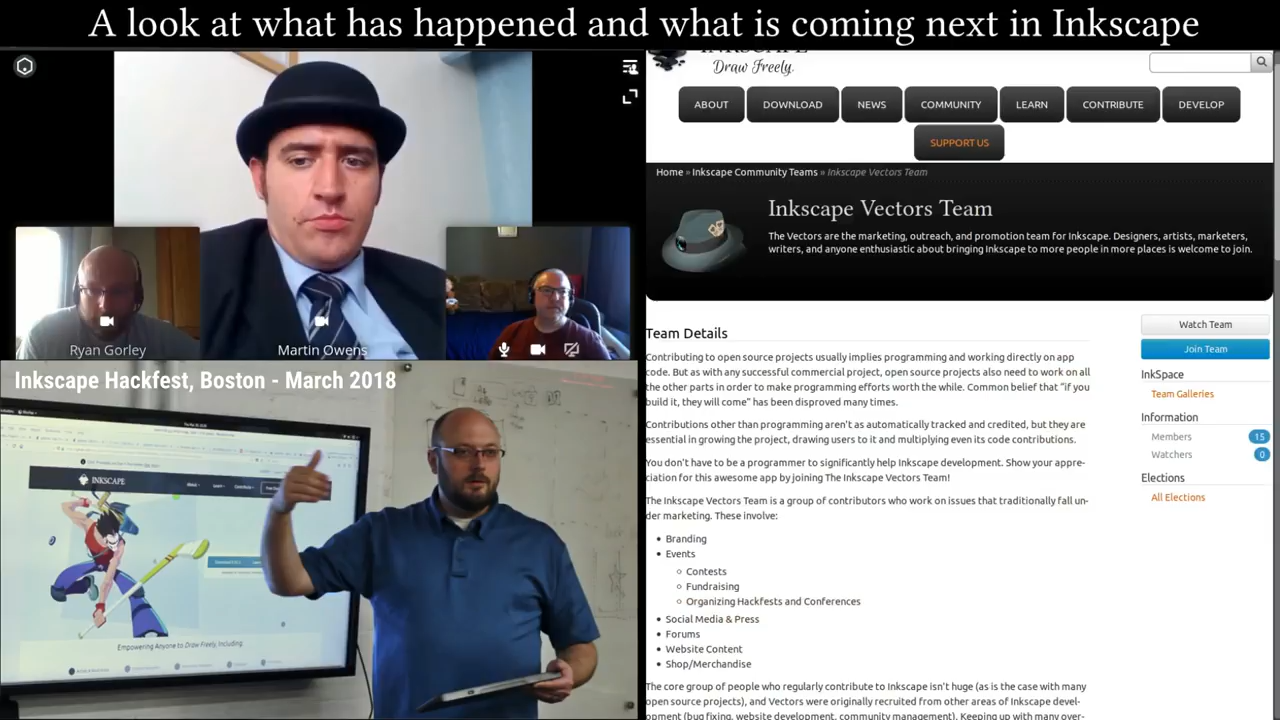 A look at what has happened and what is coming next in Inkscape
INKSCAPE
Draw Freely.
ABOUT
DOWNLOAD
NEWS
COMMUNITY
LEARN
CONTRIBUTE
DEVELOP
SUPPORT US
Home » Inkscape Community Teams » Inkscape Vectors Team
Inkscape Vectors Team
The Vectors are the marketing, outreach, and promotion team for Inkscape. Designers, artists, marketers,
writers, and anyone enthusiastic about bringing Inkscape to more people in more places is welcome to join.
Ryan Gorley
Martin Owens
Inkscape Hackfest, Boston - March 2018
INKSCAPE
Empowering Anyone to Draw Freely, Including
Team Details
Contributing to open source projects usually implies programming and working directly on app
code. But as with any successful commercial project, open source projects also need to work on all
the other parts in order to make programming efforts worth the while. Common belief that "if you
build it, they will come" has been disproved many times.
Contributions other than programming aren't as automatically tracked and credited, but they are
essential in growing the project, drawing users to it and multiplying even its code contributions.
You don't have to be a programmer to significantly help Inkscape development. Show your appre-
ciation for this awesome app by joining The Inkscape Vectors Team!
The Inkscape Vectors Team is a group of contributors who work on issues that traditionally fall un-
der marketing. These involve:
Branding
Events
Contests
Fundraising
Organizing Hackfests and Conferences
Social Media & Press
Forums
Website Content
Shop/Merchandise
The core group of people who regularly contribute to Inkscape isn't huge (as is the case with many
open source projects), and Vectors were originally recruited from other areas of Inkscape devel-
opment (bug fixing, website development, community management). Keeping up with many over-
Watch Team
Join Team
InkSpace
Team Galleries
Information
Members 15
Watchers 0
Elections
All Elections